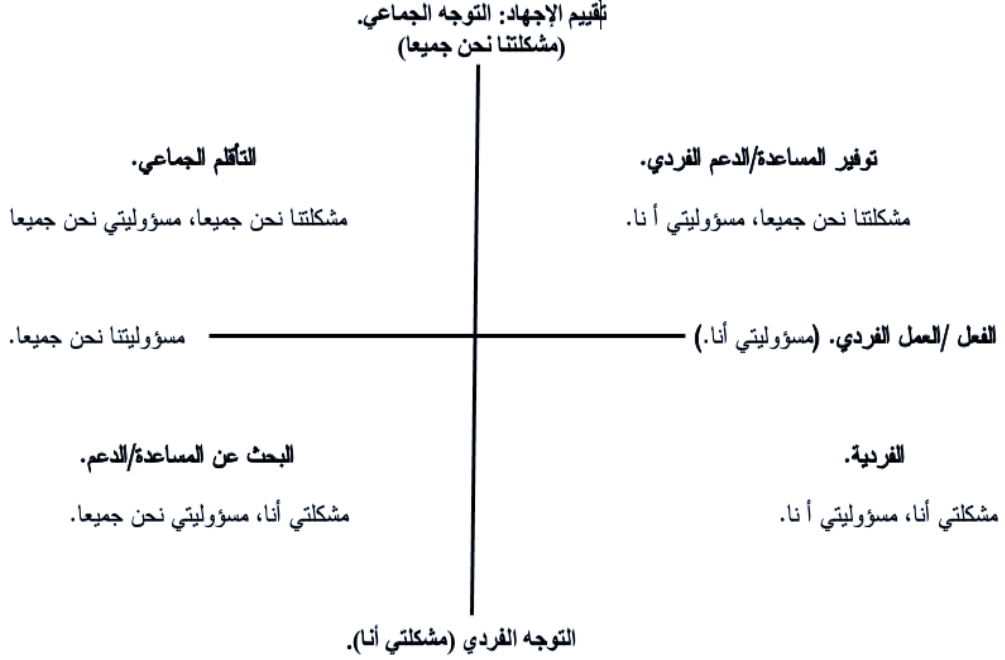 تقييم الإجهاد: التوجه الجماعي.
(مشكلتنا نحن جميعا)
توفير المساعدة/الدعم الفردي.
مشكلتنا نحن جميعا، مسؤوليتي أ نا.
التأقلم الجماعي.
مشكلتنا نحن جميعا، مسؤوليتي نحن جميعا
الفعل /العمل الفردي. (مسؤوليتي أنا.)
مسؤوليتنا نحن جميعا.
الفردية.
مشكلتي أنا، مسؤوليتي أ نا.
البحث عن المساعدة/الدعم.
مشكلتي أنا، مسؤوليتي نحن جميعا.
التوجه الفردي (مشكلتي أنا).